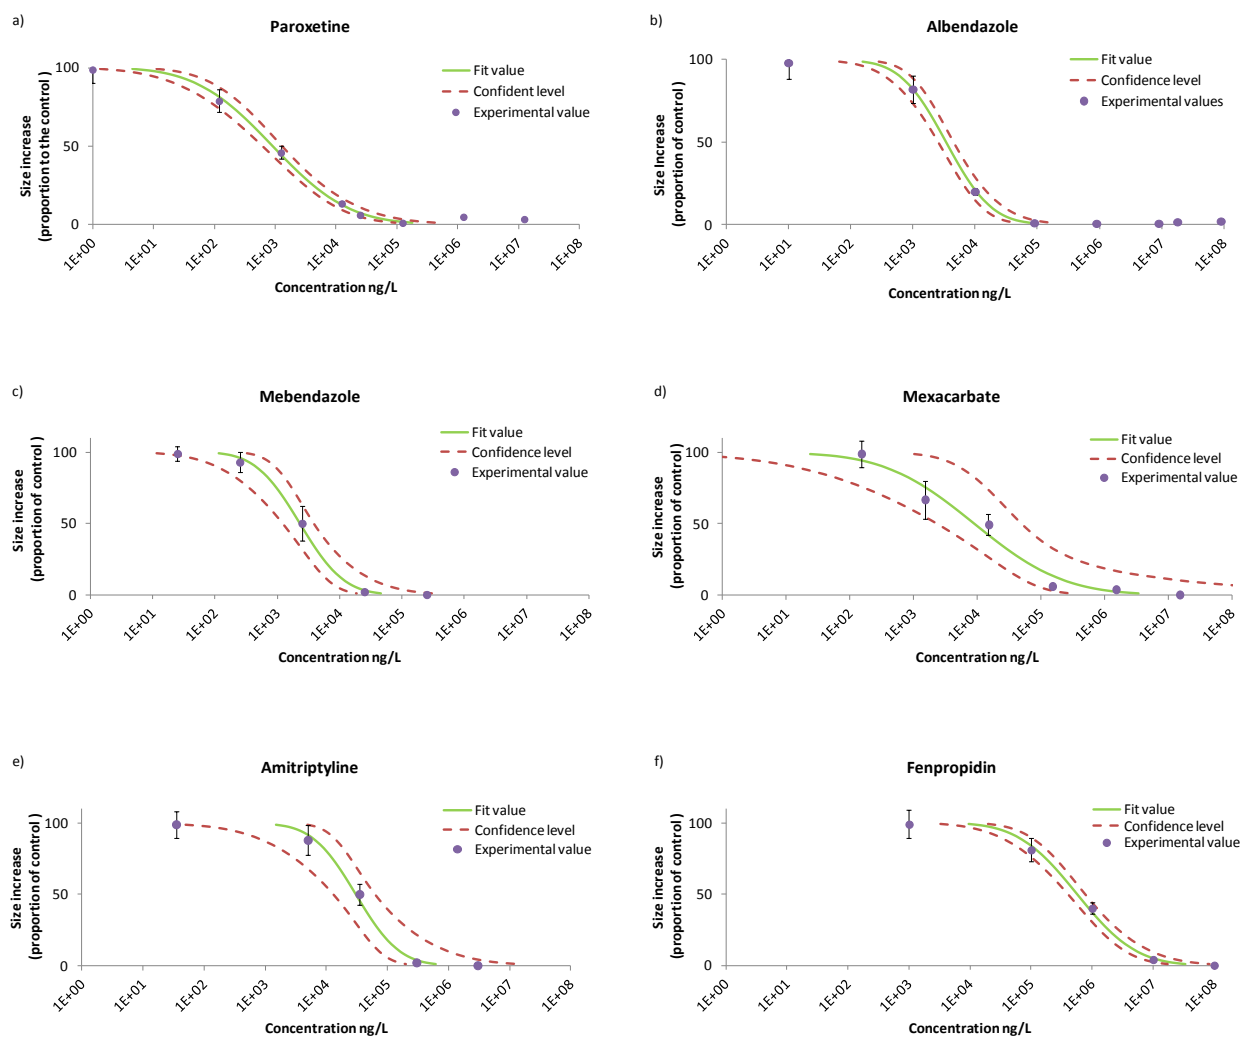 a)
Paroxetine
Size increase
(proportion to the control )
100
50
0
Fit value
Confident level
Experimental value
1E+00
1E+01
1E+02
1E+03
1E+04
1E+05
1E+06
1E+07
1E+08
Concentration ng/L
b)
Albendazole
Size Increase
(proportion of control)
100
50
0
Fit value
Confidence level
Experimental values
1E+00
1E+01
1E+02
1E+03
1E+04
1E+05
1E+06
1E+07
1E+08
Concentration ng/L
c)
Mebendazole
Size increase
(proportion of control )
100
50
0
Fit value
Confidence level
Experimental value
1E+00
1E+01
1E+02
1E+03
1E+04
1E+05
1E+06
1E+07
1E+08
Concentration ng/L
d)
Mexacarbate
Size increase
(proportion of control )
100
50
0
Fit value
Confidence level
Experimental value
1E+00
1E+01
1E+02
1E+03
1E+04
1E+05
1E+06
1E+07
1E+08
Concentration ng/L
e)
Amitriptyline
Size increase
(proportion of control )
100
50
0
Fit value
Confidence level
Experimental value
1E+00
1E+01
1E+02
1E+03
1E+04
1E+05
1E+06
1E+07
1E+08
Concentration ng/L
f)
Fenpropidin
Size increase
(proportion of control )
100
50
0
Fit value
Confidence level
Experimental value
1E+00
1E+01
1E+02
1E+03
1E+04
1E+05
1E+06
1E+07
1E+08
Concentration ng/L